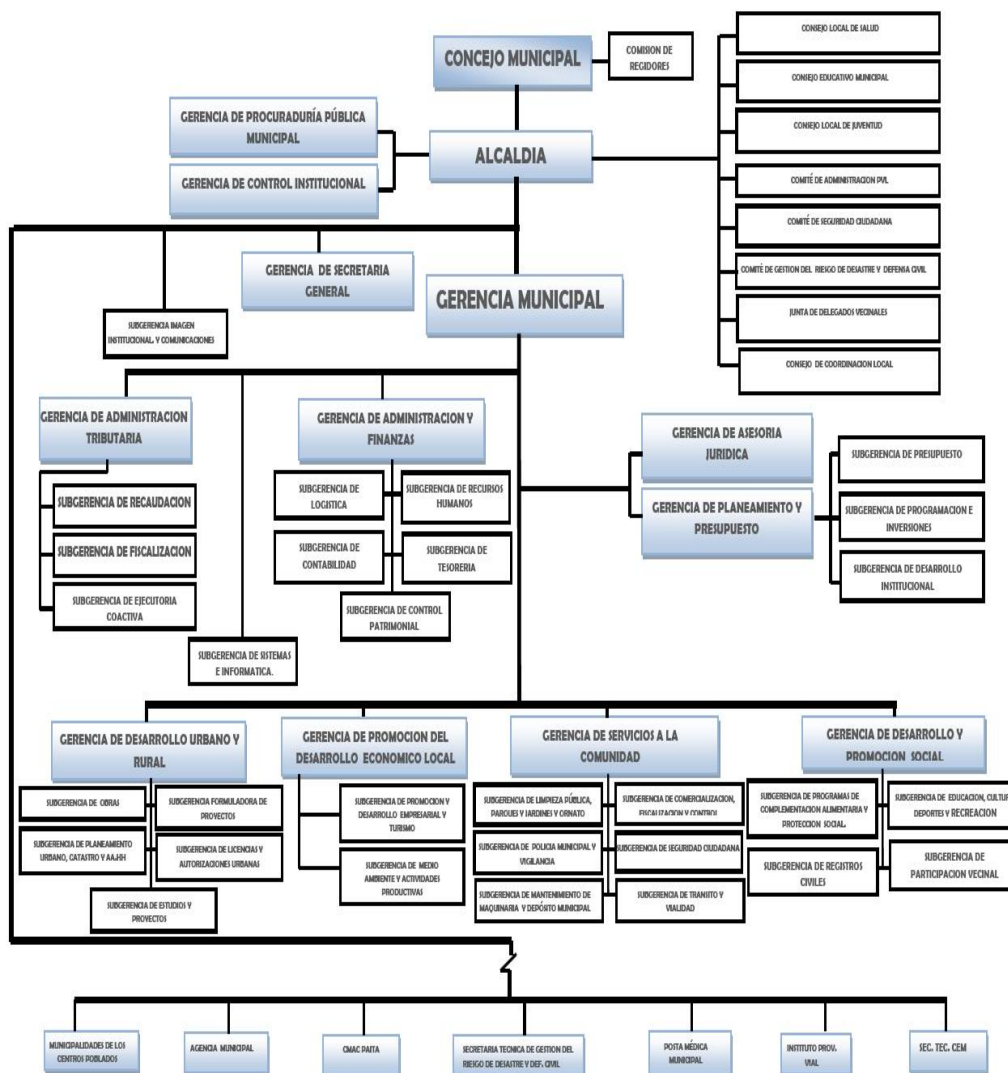 CONCEJO MUNICIPAL
COMISION DE
REGIDORES
CONSEJO LOCAL DE SALUD
CONSEJO EDUCATIVO MUNICIPAL
CONSEJO LOCAL DE JUVENTUD
COMITÉ DE ADMINISTRACION PVL
COMITÉ DE SEGURIDAD CIUDADANA
COMITÉ DE GESTION DEL RIESGO DE DESASTRE Y DEFENSA CIVIL
JUNTA DE DELEGADOS VECINALES
CONSEJO DE COORDINACION LOCAL
GERENCIA DE PROCURADURÍA PÚBLICA
MUNICIPAL
GERENCIA DE CONTROL INSTITUCIONAL
ALCALDIA
GERENCIA DE SECRETARIA
GENERAL
SUBGERENCIA IMAGEN
INSTITUCIONAL. Y COMUNICACIONES
GERENCIA MUNICIPAL
GERENCIA DE ADMINISTRACION
TRIBUTARIA
SUBGERENCIA DE RECAUDACION
SUBGERENCIA DE FISCALIZACION
SUBGERENCIA DE EJECUTORIA
COACTIVA
SUBGERENCIA DE SISTEMAS
E INFORMATICA.
GERENCIA DE ADMINISTRACION Y
FINANZAS
SUBGERENCIA DE
LOGISTICA
SUBGERENCIA DE RECURSOS
HUMANOS
SUBGERENCIA DE
CONTABILIDAD
SUBGERENCIA DE
TESORERIA
SUBGERENCIA DE CONTROL
PATRIMONIAL
GERENCIA DE ASESORIA
JURIDICA
GERENCIA DE PLANEAMIENTO Y
PRESUPUESTO
SUBGERENCIA DE PRESUPUESTO
SUBGERENCIA DE PROGRAMACION E
INVERSIONES
SUBGERENCIA DE DESARROLLO
INSTITUCIONAL
GERENCIA DE DESARROLLO URBANO Y
RURAL
SUBGERENCIA DE OBRAS
SUBGERENCIA FORMULADORA DE
PROYECTOS
SUBGERENCIA DE PLANEAMIENTO
URBANO, CATASTRO Y AA.HH
SUBGERENCIA DE LICENCIAS Y
AUTORIZACIONES URBANAS
SUBGERENCIA DE ESTUDIOS Y
PROYECTOS
GERENCIA DE PROMOCION DEL
DESARROLLO ECONOMICO LOCAL
SUBGERENCIA DE PROMOCION Y
DESARROLLO EMPRESARIAL Y
TURISMO
SUBGERENCIA DE MEDIO
AMBIENTE Y ACTIVIDADES
PRODUCTIVAS
GERENCIA DE SERVICIOS A LA
COMUNIDAD
SUBGERENCIA DE LIMPIEZA PÚBLICA,
PARQUES Y JARDINES Y ORNATO
SUBGERENCIA DE COMERCIALIZACION,
FISCALIZACION Y CONTROL
SUBGERENCIA DE POLICIA MUNICIPAL Y
VIGILANCIA
SUBGERENCIA DE SEGURIDAD CIUDADANA
SUBGERENCIA DE MANTENIMIENTO DE
MAQUINARIA Y DEPÓSITO MUNICIPAL
SUBGERENCIA DE TRANSITO Y
VIALIDAD
GERENCIA DE DESARROLLO Y
PROMOCION SOCIAL
SUBGERENCIA DE PROGRAMAS DE
COMPLEMENTACION ALIMENTARIA Y
PROTECCION SOCIAL.
SUBGERENCIA DE EDUCACION, CULTUR
DEPORTES Y RECREACION
SUBGERENCIA DE REGISTROS
CIVILES
SUBGERENCIA DE
PARTICIPACION VECINAL
MUNICIPALIDADES DE LOS
CENTROS POBLADOS
AGENCIA MUNICIPAL
CMAC PAITA
SECRETARIA TECNICA DE GESTION DEL
RIESGO DE DESASTRE Y DEF. CIVIL
POSTA MÉDICA
MUNICIPAL
INSTITUTO PROV.
VIAL
SEC. TEC. CEM